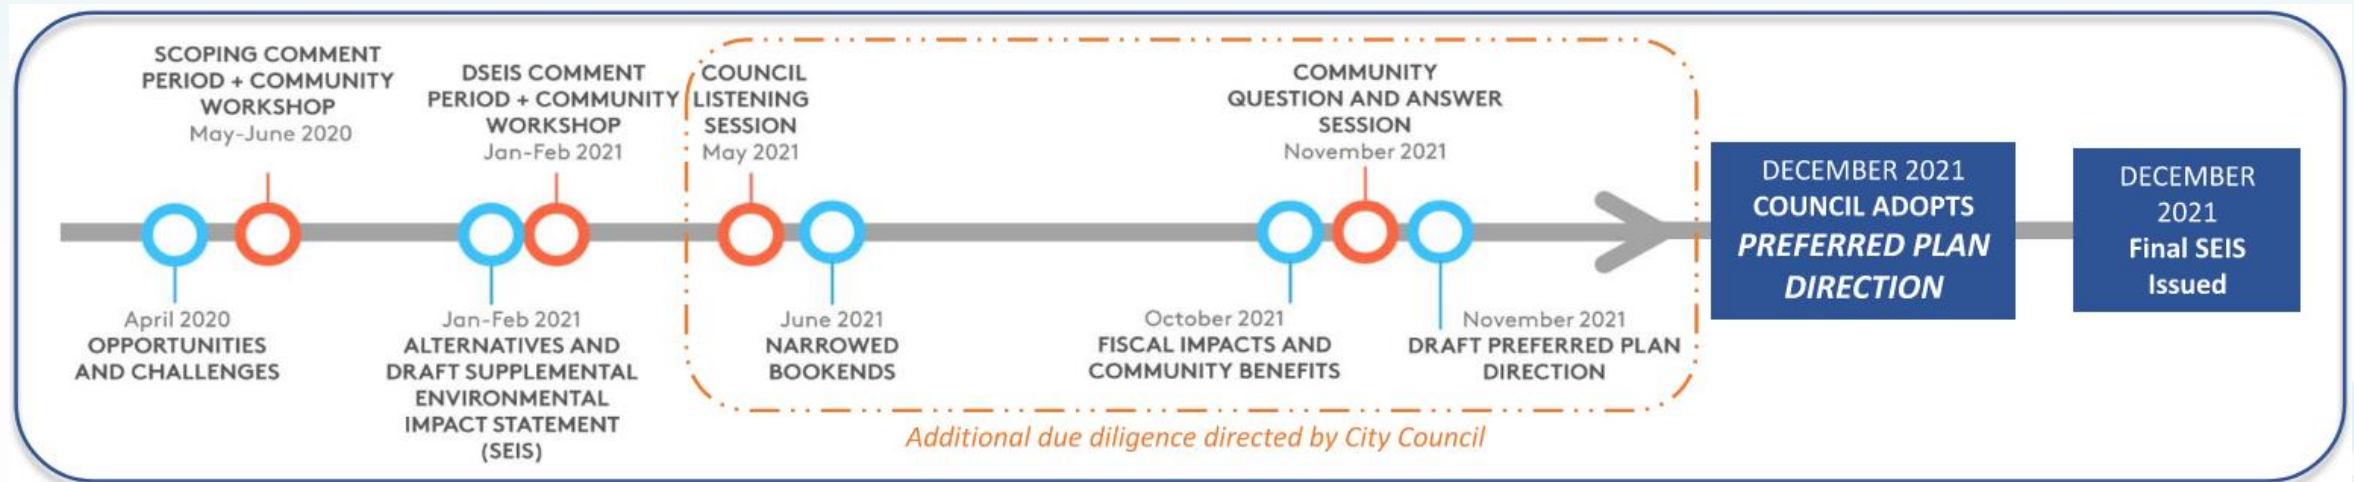 SCOPING COMMENT
PERIOD + COMMUNITY
WORKSHOP
May-June 2020
DSEIS COMMENT
PERIOD + COMMUNITY
WORKSHOP
Jan-Feb 2021
COUNCIL
LISTENING
SESSION
May 2021
COMMUNITY
QUESTION AND ANSWER
SESSION
November 2021
April 2020
OPPORTUNITIES
AND CHALLENGES
Jan-Feb 2021
ALTERNATIVES AND
DRAFT SUPPLEMENTAL
ENVIRONMENTAL
IMPACT STATEMENT
(SEIS)
June 2021
NARROWED
BOOKENDS
October 2021
FISCAL IMPACTS AND
COMMUNITY BENEFITS
November 2021
DRAFT PREFERRED PLAN
DIRECTION
Additional due diligence directed by City Council
DECEMBER 2021
COUNCIL ADOPTS
PREFERRED PLAN
DIRECTION
DECEMBER
2021
Final SEIS
Issued